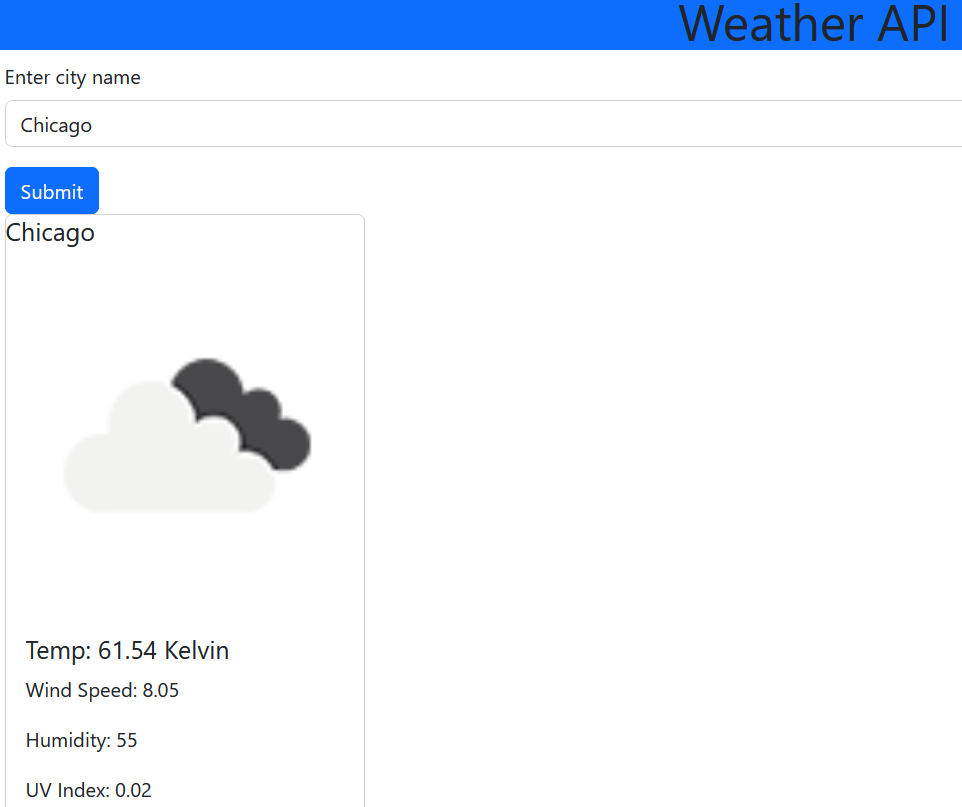 Weather API
Enter city name
Chicago
Submit
Chicago
Temp: 61.54 Kelvin
Wind Speed: 8.05
Humidity: 55
UV Index: 0.02